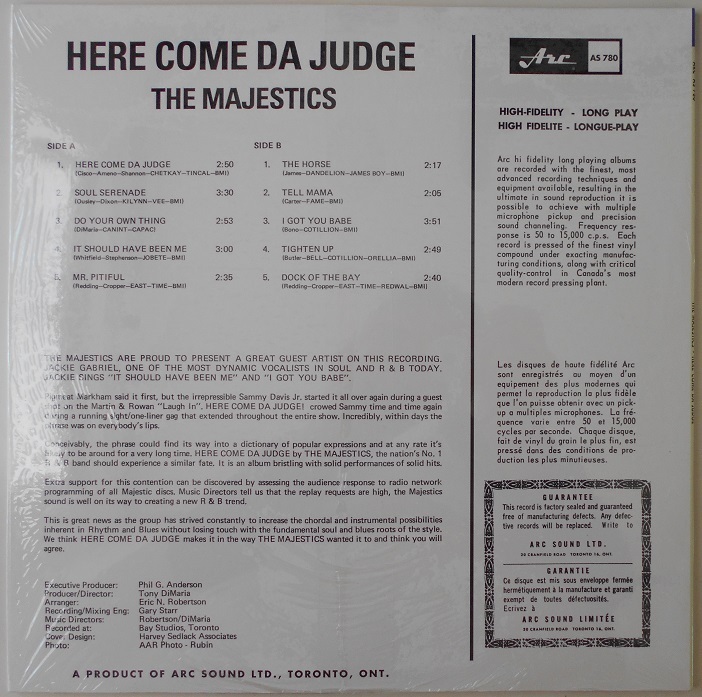 HERE COME DA JUDGE
THE MAJESTICS
SIDE A
1. HERE COME DA JUDGE 2:50
(Cisco—Ameno—Shannon—CHETKAY—TINCAL—BMI)
2. SOUL SERENADE 3:30
(Ousley—Dixon—KILYNN—VEE—BMI)
3. DO YOUR OWN THING 2:53
(DiMaria—CANINT—CAPAC)
4. IT SHOULD HAVE BEEN ME 3:00
(Whitfield—Stephenson—JOBETE—BMI)
5. MR. PITIFUL 2:35
(Redding—Cropper—EAST—TIME—BMI)
SIDE B
1. THE HORSE 2:17
(James—DANDELION—JAMES BOY—BMI)
2. TELL MAMA 2:05
(Carter—FAME—BMI)
3. I GOT YOU BABE 3:51
(Bono—COTILLION—BMI)
4. TIGHTEN UP 2:49
(Butler—BELL—COTILLION—ORELLIA—BMI)
5. DOCK OF THE BAY 2:40
(Redding—Cropper—EAST—TIME—REDWAL—BMI)
THE MAJESTICS ARE PROUD TO PRESENT A GREAT GUEST ARTIST ON THIS RECORDING.
JACKIE GABRIEL, ONE OF THE MOST DYNAMIC VOCALISTS IN SOUL AND R & B TODAY.
JACKIE SINGS "IT SHOULD HAVE BEEN ME" AND "I GOT YOU BABE".
Pigmeat Markham said it first, but the irrepressible Sammy Davis Jr. started it all over again during a guest
shot on the Martin & Rowan "Laugh In". HERE COME DA JUDGE! crowed Sammy time and time again
during a running sight/one-liner gag that extended throughout the entire show. Incredibly, within days the
phrase was on everybody's lips.
Conceivably, the phrase could find its way into a dictionary of popular expressions and at any rate it's
likely to be around for a very long time. HERE COME DA JUDGE by THE MAJESTICS, the nation's No. 1
R & B band should experience a similar fate. It is an album bristling with solid performances of solid hits.
Extra support for this contention can be discovered by assessing the audience response to radio network
programming of all Majestic discs. Music Directors tell us that the replay requests are high, the Majestics
sound is well on its way to creating a new R & B trend.
This is great news as the group has strived constantly to increase the chordal and instrumental possibilities
inherent in Rhythm and Blues without losing touch with the fundamental soul and blues roots of the style.
We think HERE COME DA JUDGE makes it in the way THE MAJESTICS wanted it to and think you will
agree.
Executive Producer: Phil G. Anderson
Producer/Director: Tony DiMaria
Arranger: Eric N. Robertson
Recording/Mixing Eng: Gary Starr
Music Directors: Robertson/DiMaria
Recorded at: Bay Studios, Toronto
Cover Design: Harvey Sedlack Associates
Photo: AAR Photo - Rubin
A PRODUCT OF ARC SOUND LTD., TORONTO, ONT.
Arc AS 780
HIGH-FIDELITY - LONG PLAY
HIGH FIDELITE - LONGUE-PLAY
Arc hi fidelity long playing albums
are recorded with the finest, most
advanced recording techniques and
equipment available, resulting in the
ultimate in sound reproduction it is
possible to achieve with multiple
microphone pickup and precision
sound channeling. Frequency res-
ponse is 50 to 15,000 c.p.s. Each
record is pressed of the finest vinyl
compound under exacting manufac-
turing conditions, along with critical
quality-control in Canada's most
modern record pressing plant.
Les disques de haute fidélité Arc
sont enregistrés au moyen d'un
equipement des plus modernes qui
permet la reproduction la plus fidèle
que l'on puisse obtenir avec un pick-
up a multiples microphones. La fré-
quence varie entre 50 et 15,000
cycles par seconde. Chaque disque,
fait de vinyl du grain le plus fin, est
pressé dans des conditions de pro-
duction les plus minutieuses.
GUARANTEE
This record is factory sealed and guaranteed
free of manufacturing defects. Any defec-
tive records will be replaced. Write to
ARC SOUND LTD.
20 CRANFIELD ROAD TORONTO 16, ONT.
GARANTIE
Ce disque est mis sous enveloppe fermée
hermétiquement à la manufacture et garanti
exempt de toutes défectuosités.
Ecrivez à
ARC SOUND LIMITÉE
20 CRANFIELD ROAD TORONTO 16, ONT.